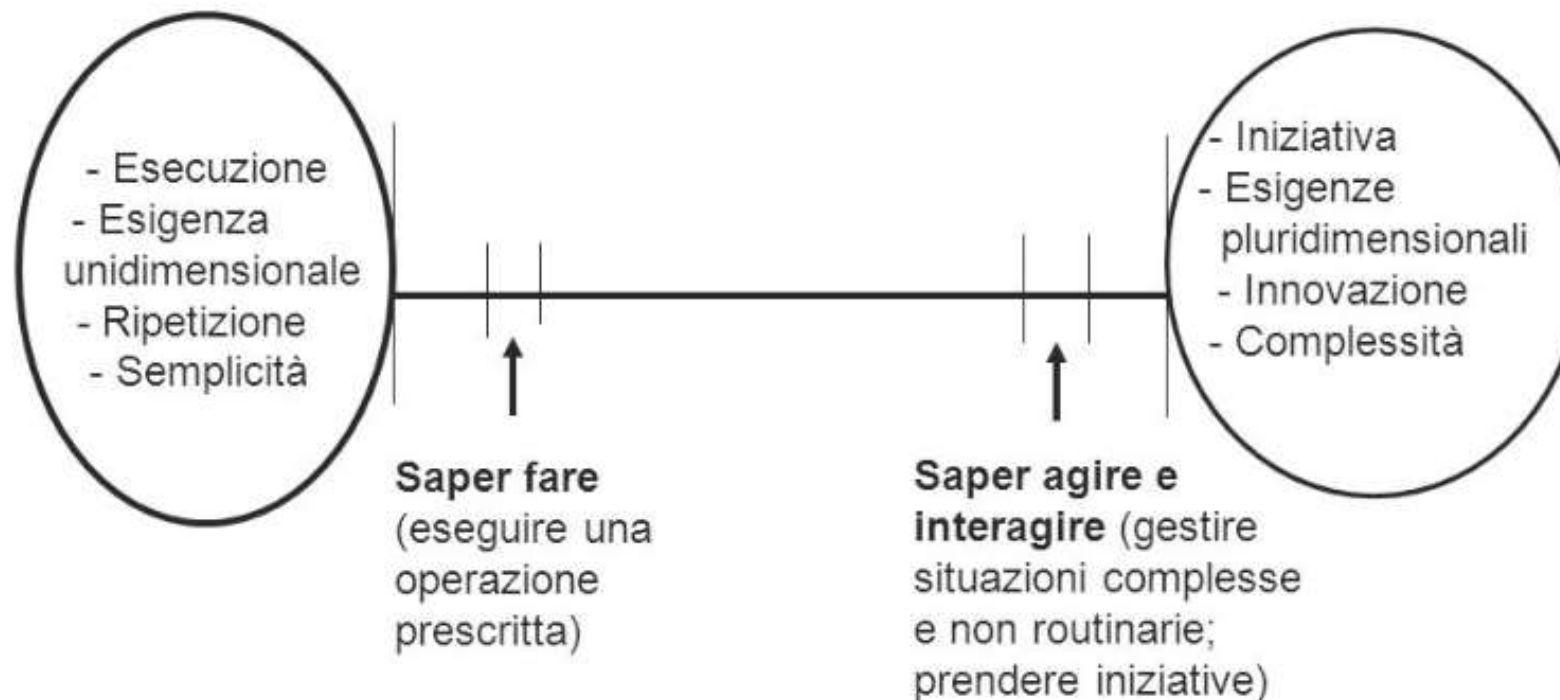 - Esecuzione
- Esigenza
unidimensionale
- Ripetizione
- Semplicità
- Iniziativa
- Esigenze
pluridimensionali
- Innovazione
- Complessità
Saper fare
(eseguire una
operazione
prescritta)
Saper agire e
interagire (gestire
situazioni complesse
e non routinarie;
prendere iniziative)